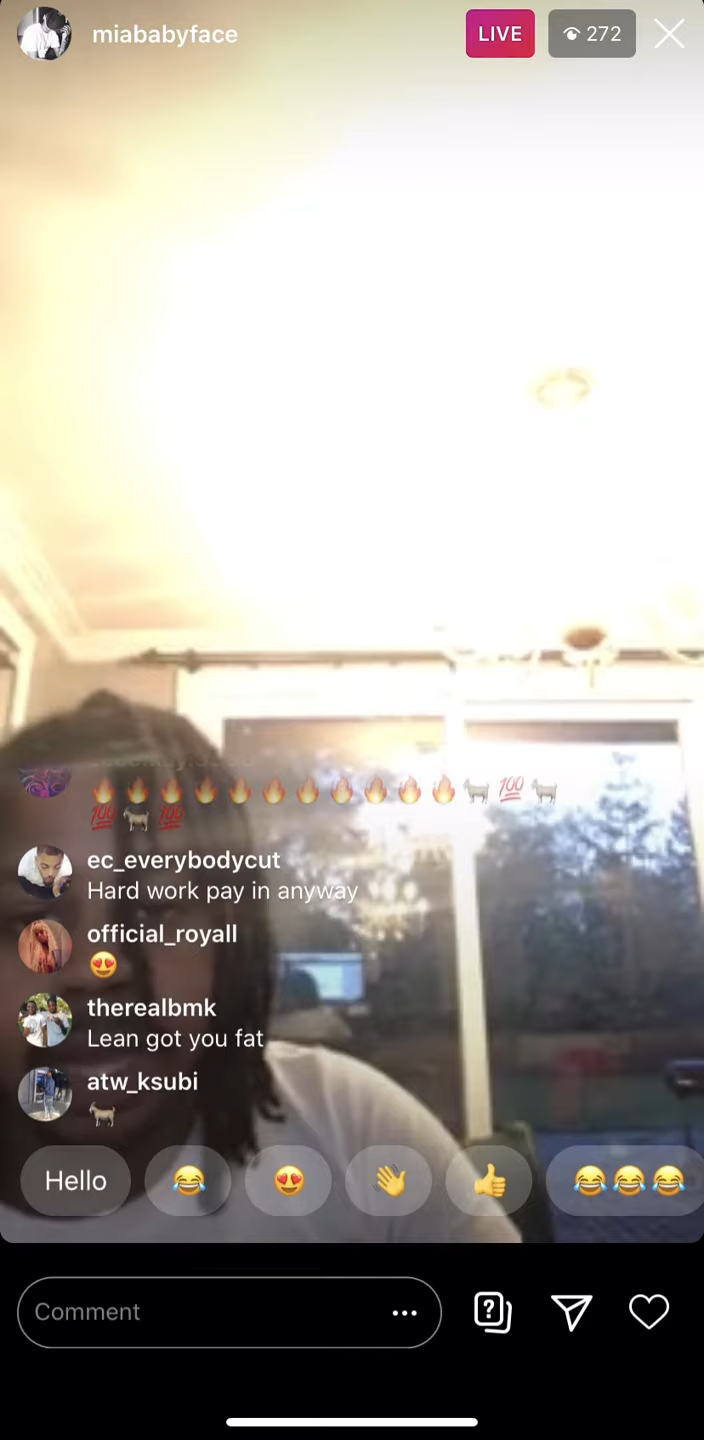 miababyface
LIVE
272
🔥🔥🔥🔥🔥🔥🔥🔥🔥🔥🔥🐐💯🐐
💯🐐💯
ec_everybodycut
Hard work pay in anyway
official_royall
😍
therealbmk
Lean got you fat
atw_ksubi
🐐
Hello 😂 😍 👋 👍 😂😂😂
Comment